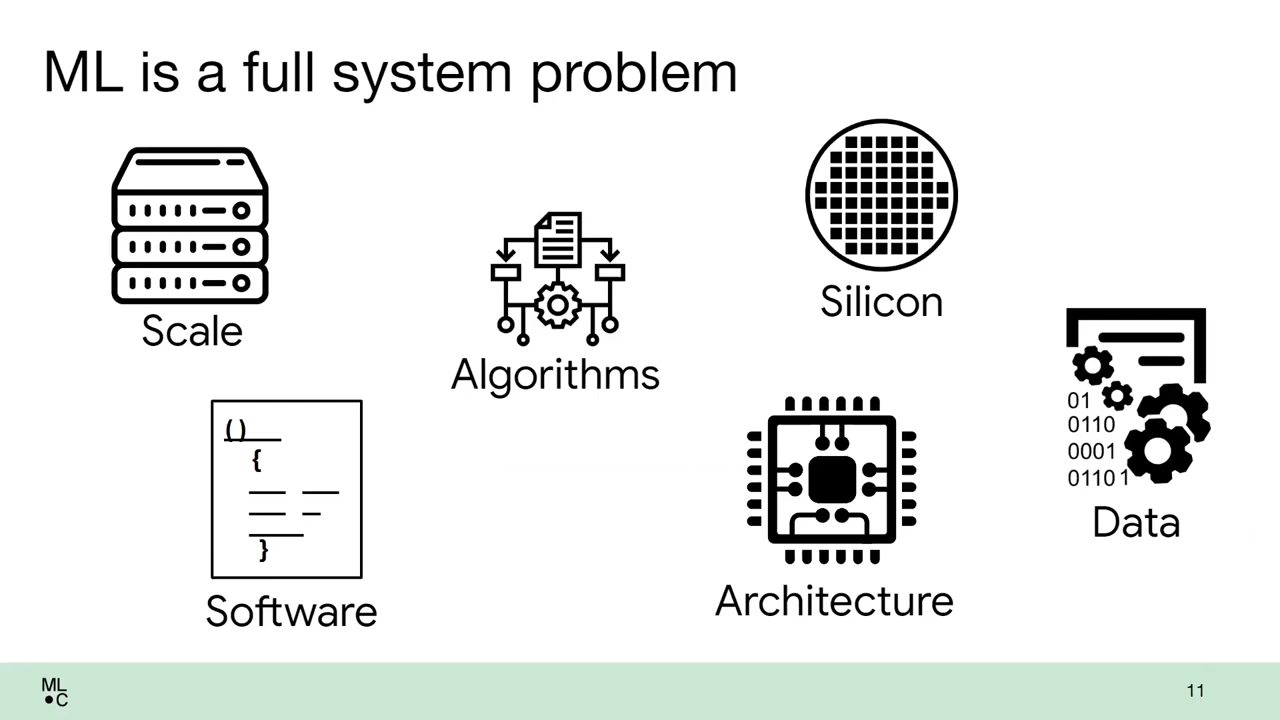 ML is a full system problem
Scale
Algorithms
Silicon
01
0110
0001
01101
Data
()
{
}
Software
Architecture
ML
•C
11